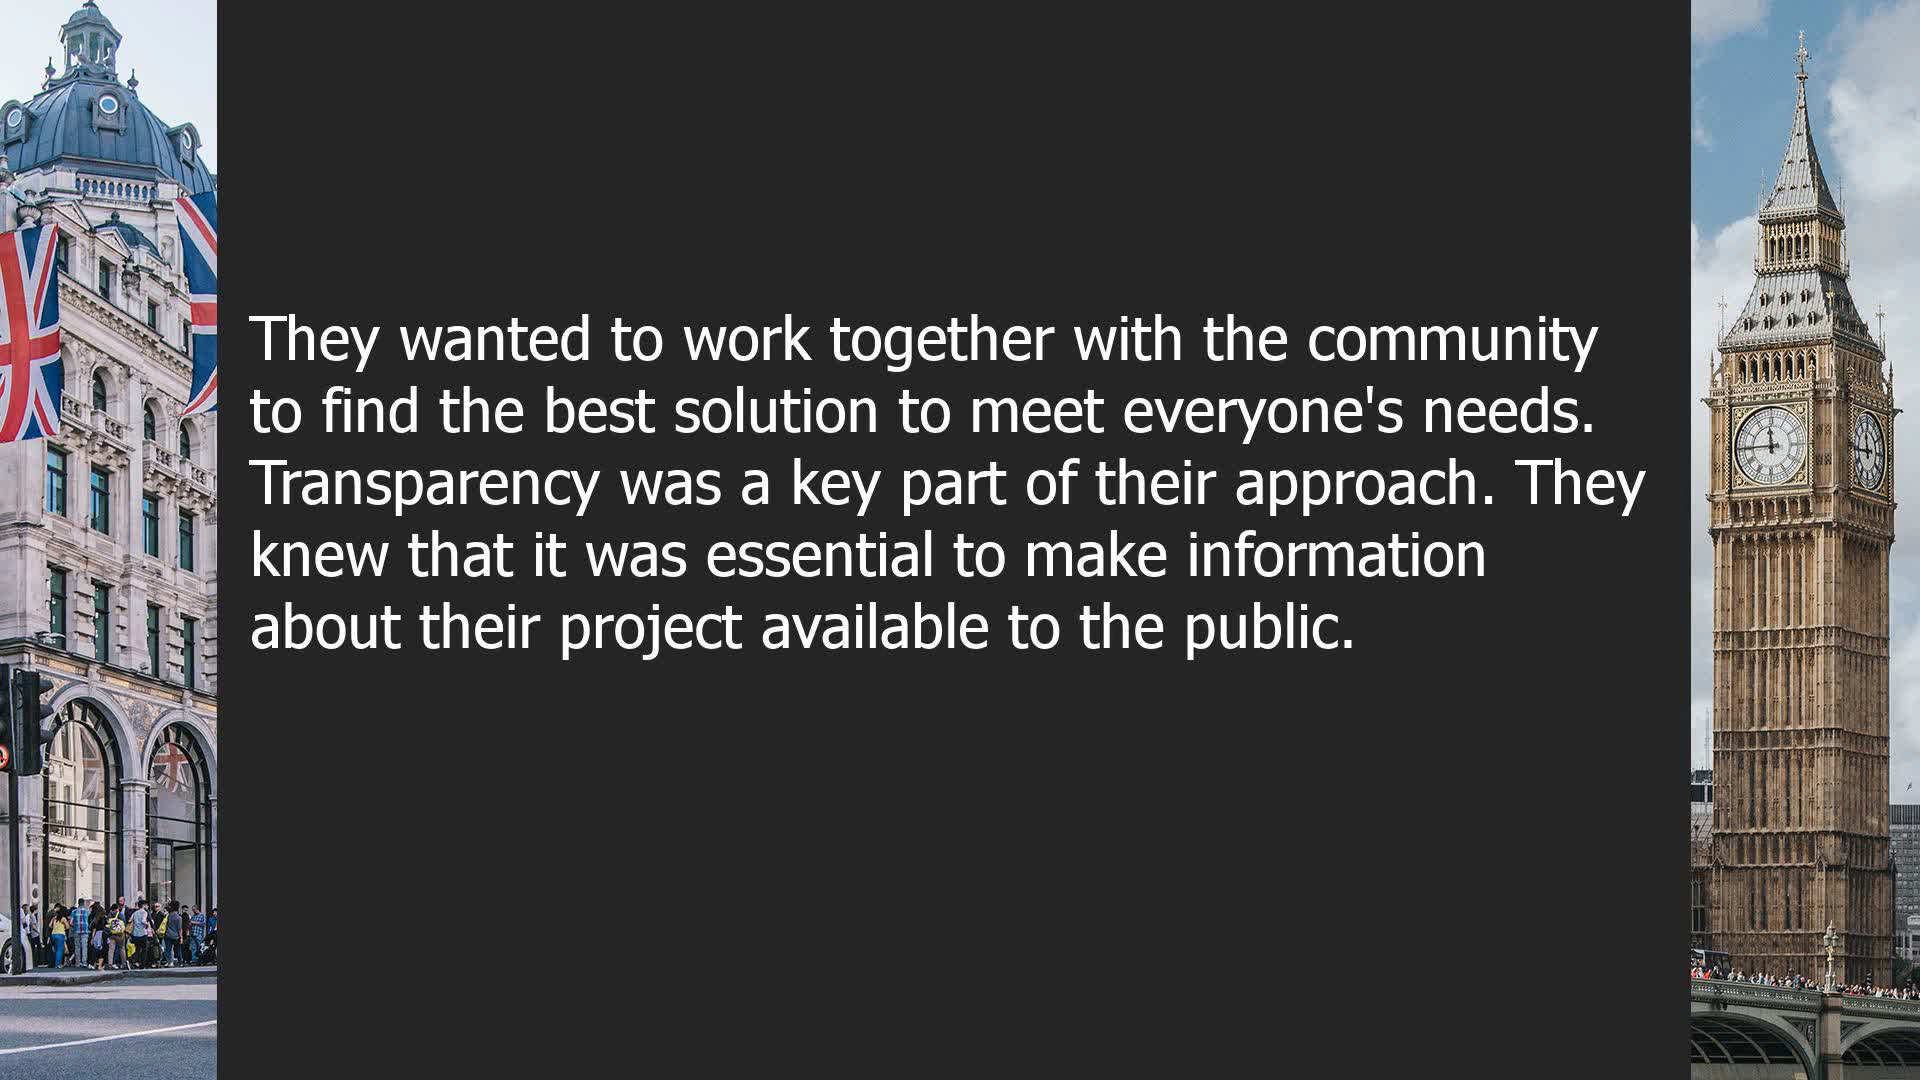 They wanted to work together with the community
to find the best solution to meet everyone's needs.
Transparency was a key part of their approach. They
knew that it was essential to make information
about their project available to the public.